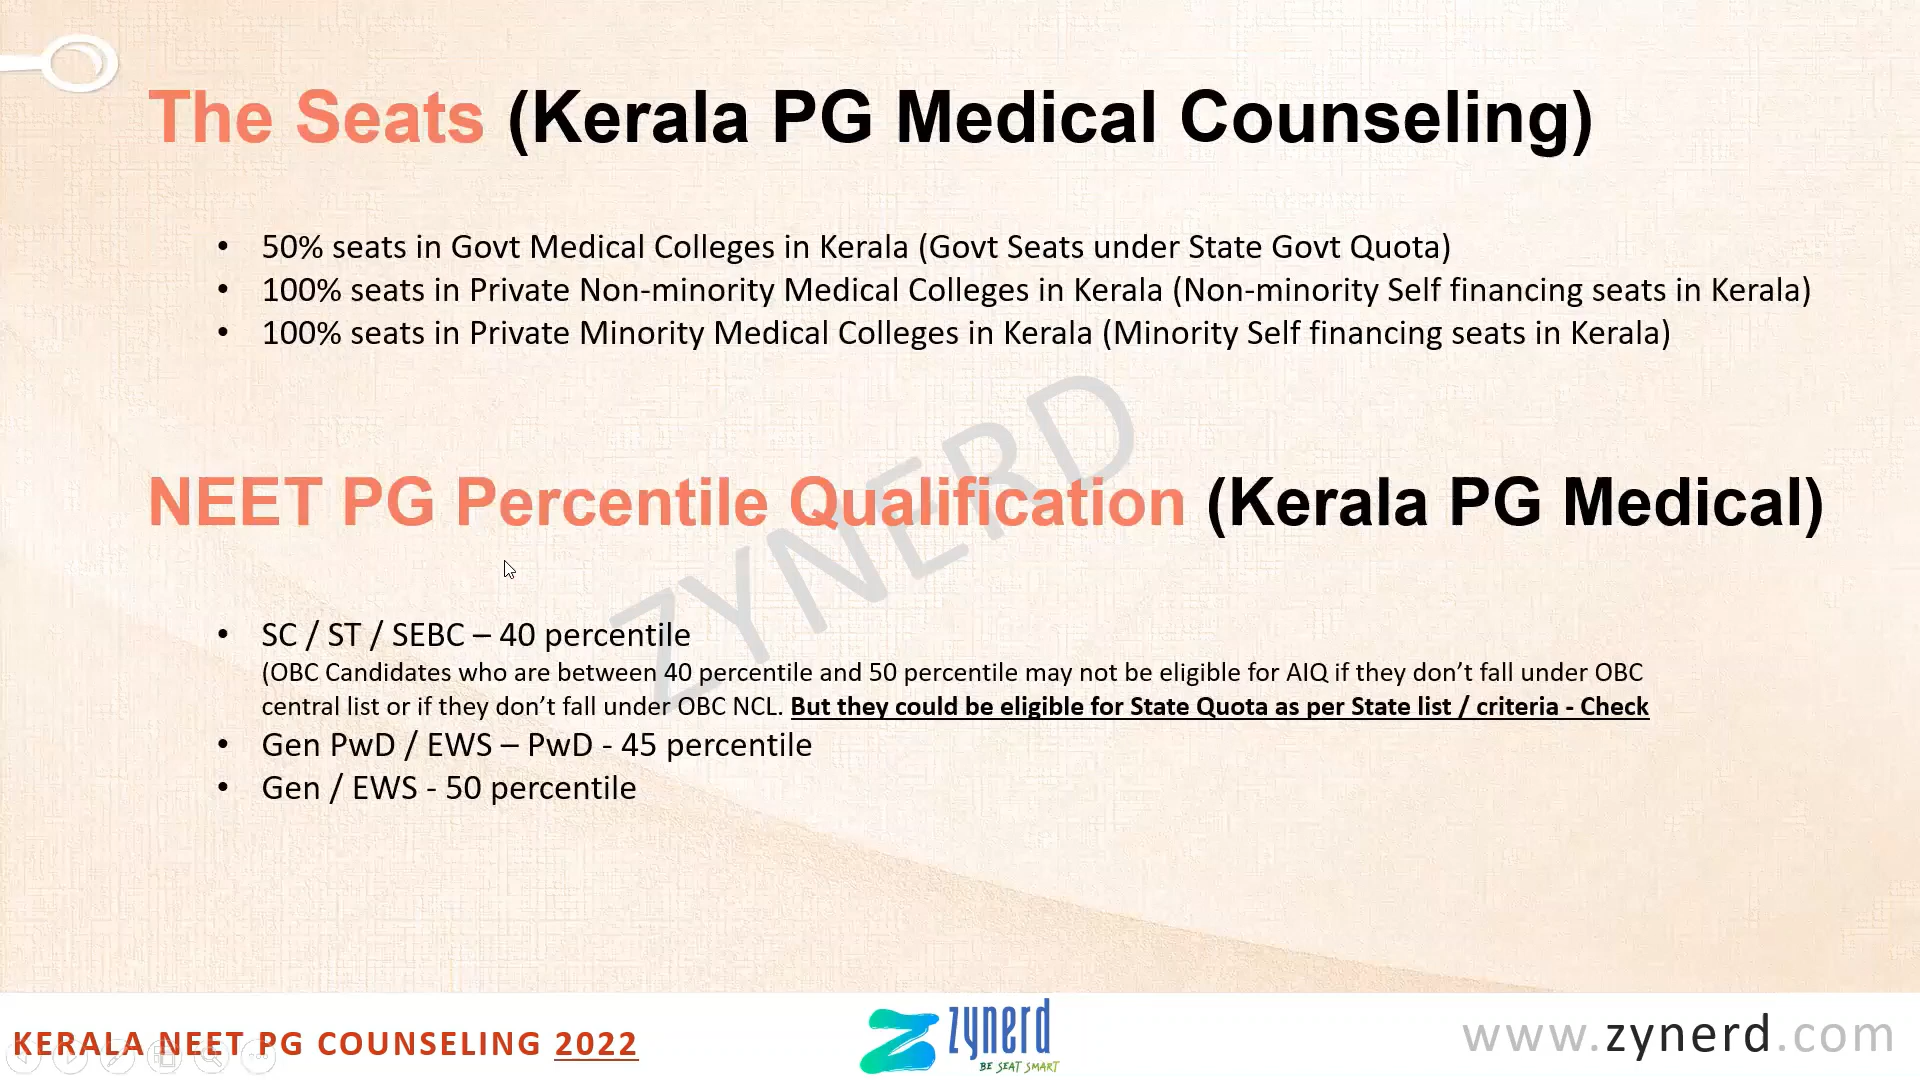 The Seats (Kerala PG Medical Counseling)
• 50% seats in Govt Medical Colleges in Kerala (Govt Seats under State Govt Quota)
• 100% seats in Private Non-minority Medical Colleges in Kerala (Non-minority Self financing seats in Kerala)
• 100% seats in Private Minority Medical Colleges in Kerala (Minority Self financing seats in Kerala)
ZYNERD
NEET PG Percentile Qualification (Kerala PG Medical)
• SC / ST / SEBC – 40 percentile
(OBC Candidates who are between 40 percentile and 50 percentile may not be eligible for AIQ if they don’t fall under OBC
central list or if they don’t fall under OBC NCL. But they could be eligible for State Quota as per State list / criteria - Check
• Gen PwD / EWS – PwD - 45 percentile
• Gen / EWS - 50 percentile
KERALA NEET PG COUNSELING 2022
zynerd
BE SEAT SMART
www.zynerd.com